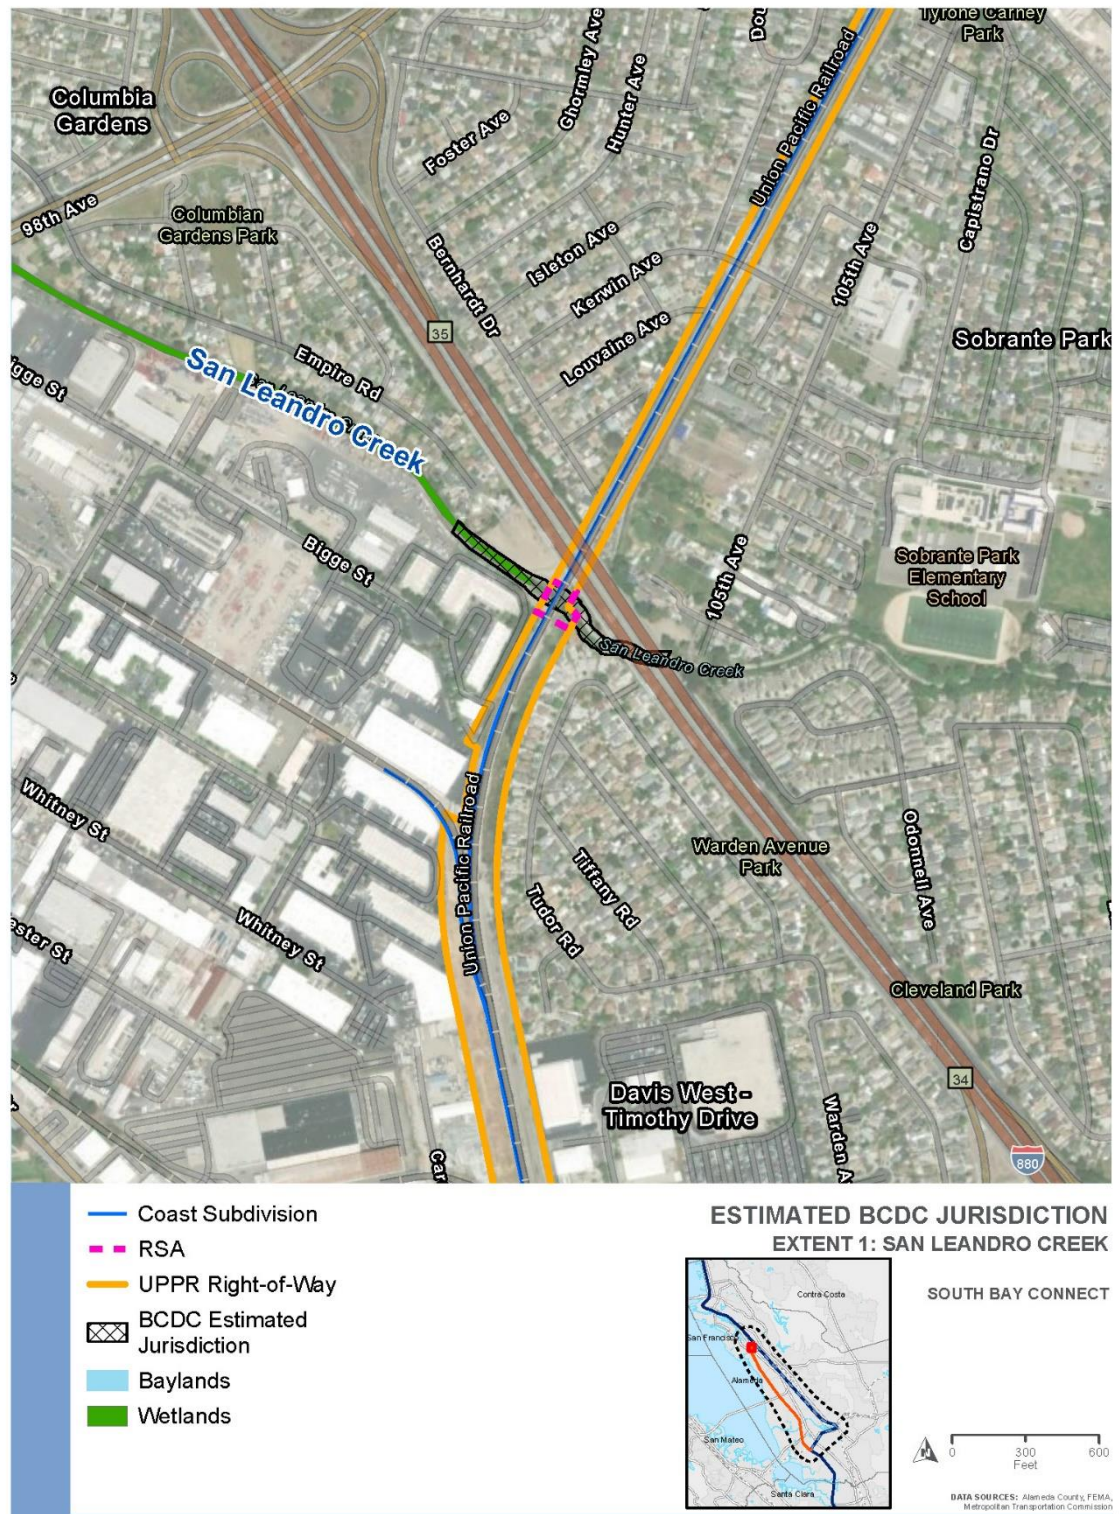 Tyrone Carney
Park
Columbia
Gardens
Ghormley Ave
Hunter Ave
Foster Ave
Union Pacific Railroad
Capistrano Dr
98th Ave
Columbian
Gardens Park
Bernhardt Dr
Isleton Ave
Kerwin Ave
105th Ave
Louvaine Ave
35
Sobrante Park
Empire Rd
San Leandro Creek
Bigge St
105th Ave
Sobrante Park
Elementary
School
San Leandro Creek
Whitney St
Union Pacific Railroad
Warden Avenue
Park
Odonnell Ave
Tiffany Rd
Tudor Rd
Whitney St
ester St
Cleveland Park
34
Davis West -
Timothy Drive
Warden A
Car
880
Coast Subdivision
RSA
UPPR Right-of-Way
BCDC Estimated
Jurisdiction
Baylands
Wetlands
ESTIMATED BCDC JURISDICTION
EXTENT 1: SAN LEANDRO CREEK
SOUTH BAY CONNECT
Contra Costa
San Francisco
Alameda
San Mateo
Santa Clara
0 300 600
Feet
DATA SOURCES: Alameda County, FEMA,
Metropolitan Transportation Commission